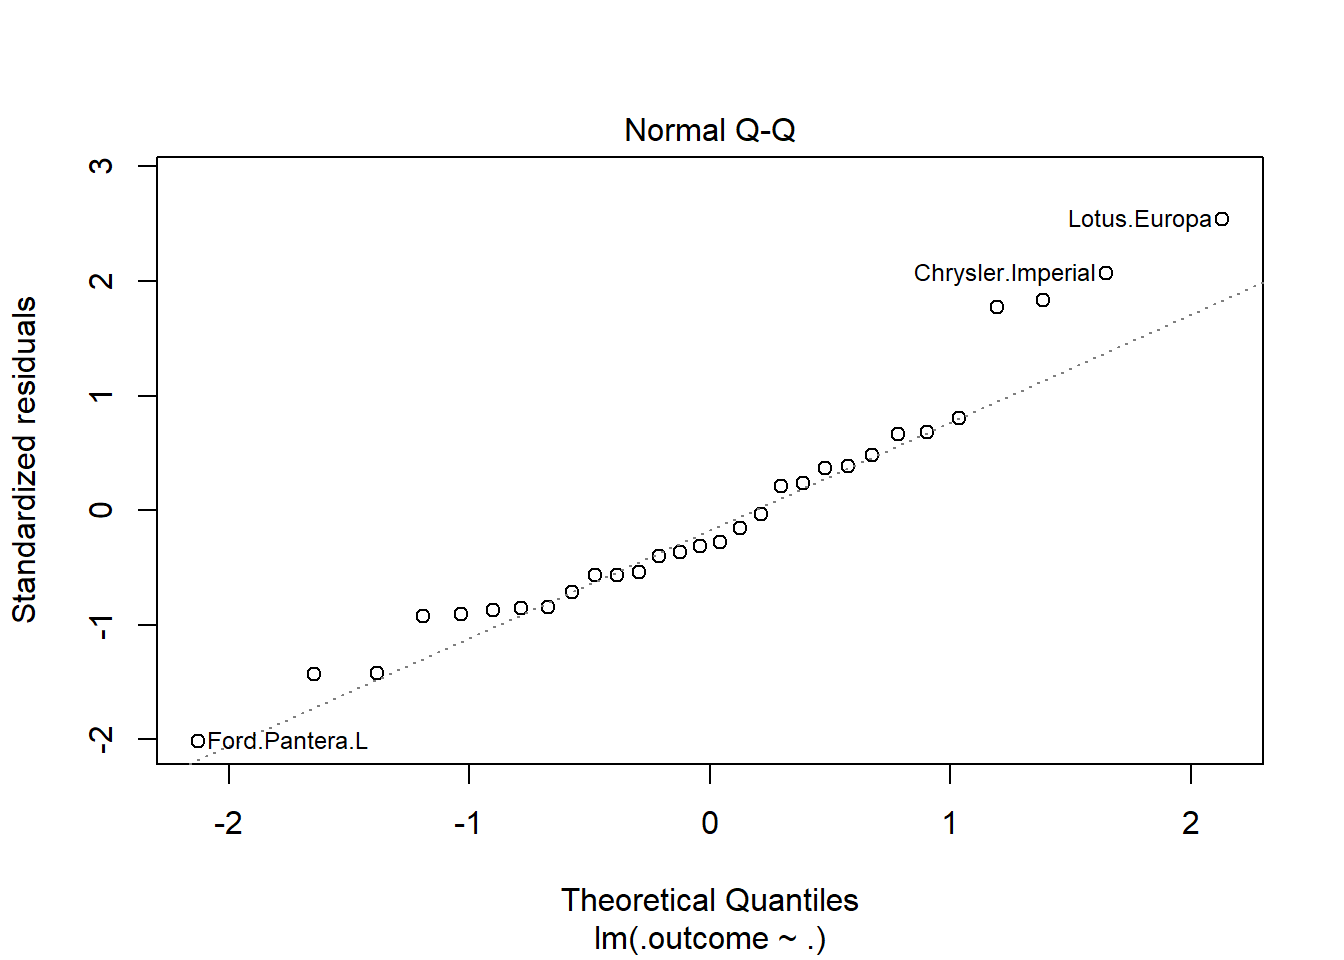 Normal Q-Q
3
2
1
0
-1
-2
Standardized residuals
Lotus.Europa
Chrysler.Imperial
Ford.Pantera.L
-2 -1 0 1 2
Theoretical Quantiles
lm(.outcome ~ .)